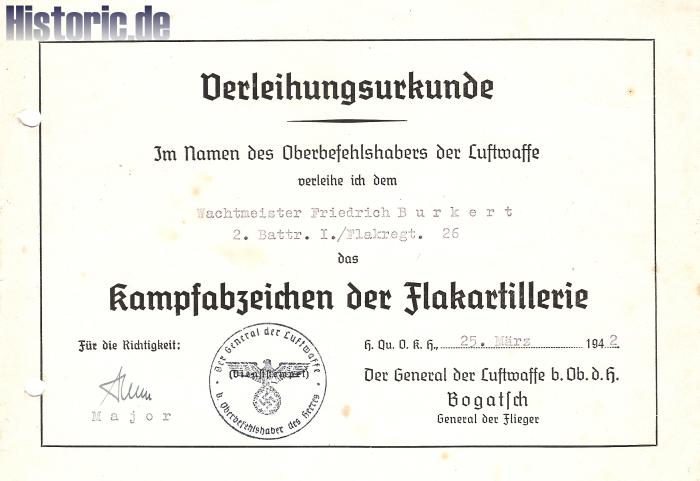 Historic.de
Verleihungsurkunde
Im Namen des Oberbefehlshabers der Luftwaffe
verleihe ich dem
Wachtmeister Friedrich B u r k e r t
2. Battr. I./Flakregt. 26
das
Kampfabzeichen der Flakartillerie
Für die Richtigkeit:
M a j o r
Der General der Luftwaffe
(Dienststempel)
b. Oberbefehlshaber des Heeres
H. Qu. O. K. H., 25. März 1942
Der General der Luftwaffe b. Ob. d. H.
Bogatsch
General der Flieger